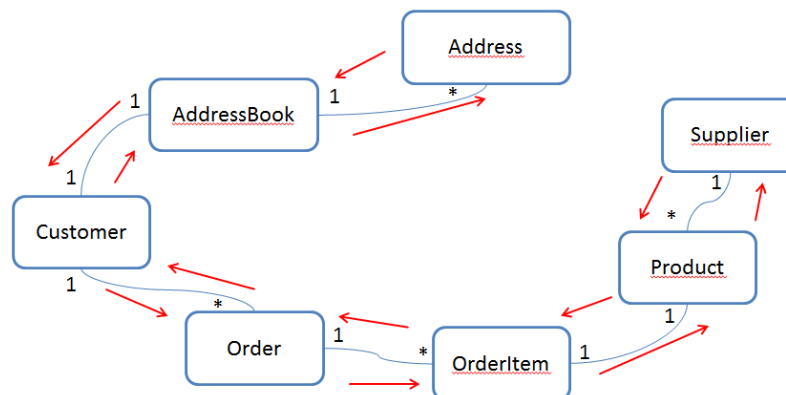 Address
1
AddressBook
1
*
Supplier
1
1
*
Customer
Product
1
*
1
Order
1
*
OrderItem
1